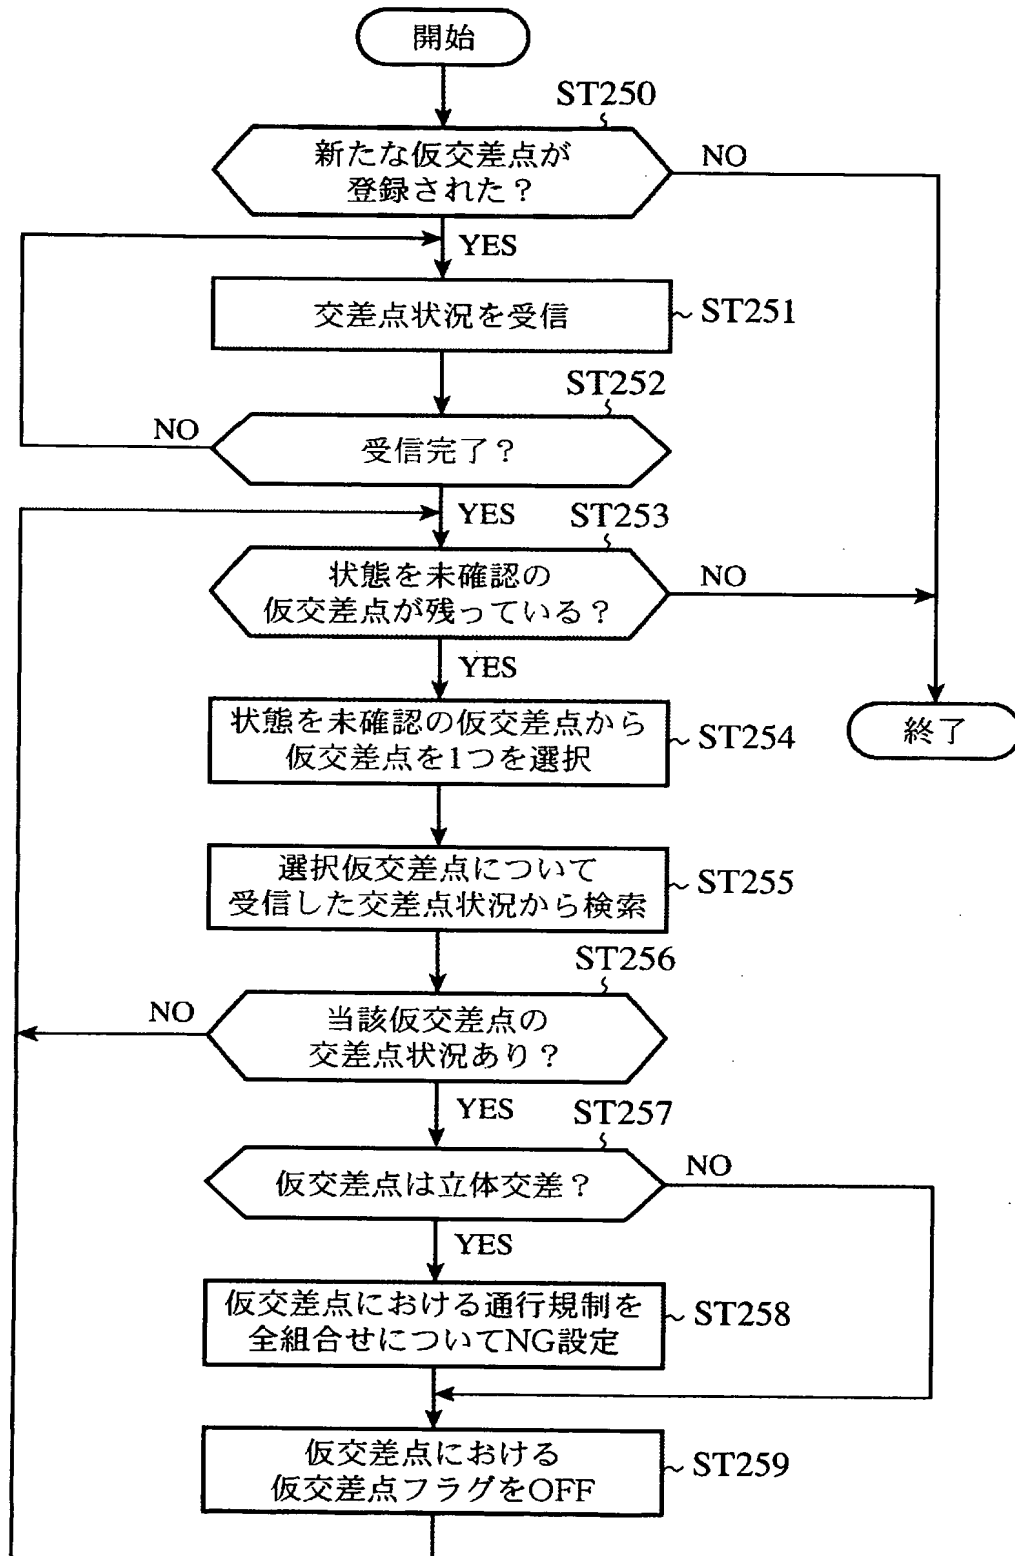 開始
ST250
新たな仮交差点が
登録された？
NO
YES
交差点状況を受信
ST251
ST252
NO
受信完了？
YES
ST253
状態を未確認の
仮交差点が残っている？
NO
YES
状態を未確認の仮交差点から
仮交差点を1つを選択
ST254
終了
選択仮交差点について
受信した交差点状況から検索
ST255
ST256
NO
当該仮交差点の
交差点状況あり？
YES
ST257
仮交差点は立体交差？
NO
YES
仮交差点における通行規制を
全組合せについてNG設定
ST258
仮交差点における
仮交差点フラグをOFF
ST259